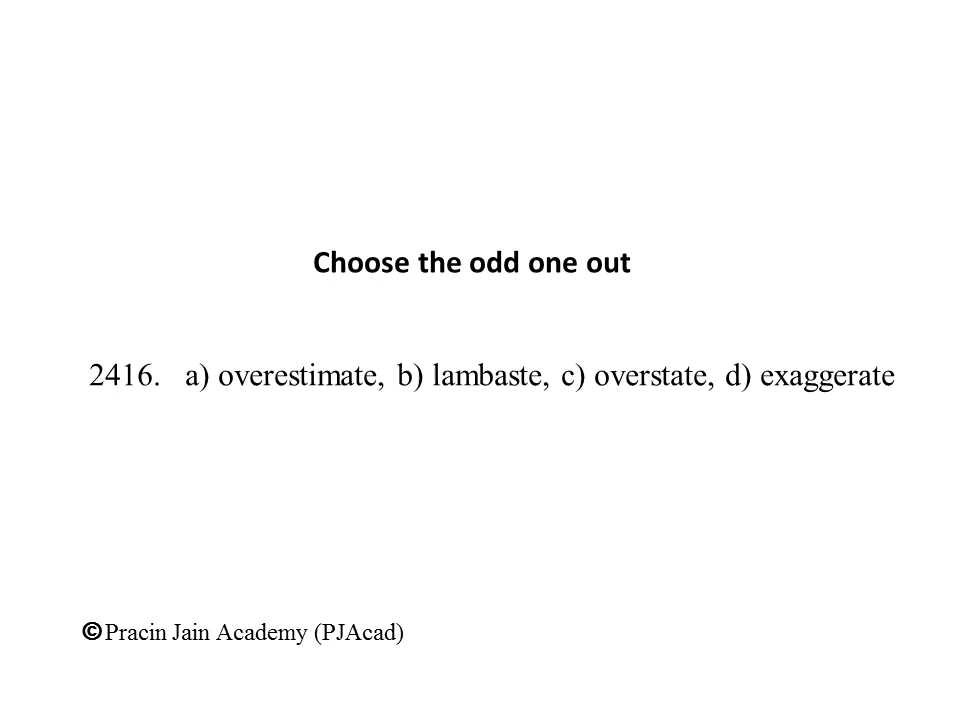 Choose the odd one out
2416. a) overestimate, b) lambaste, c) overstate, d) exaggerate
©Pracin Jain Academy (PJAcad)